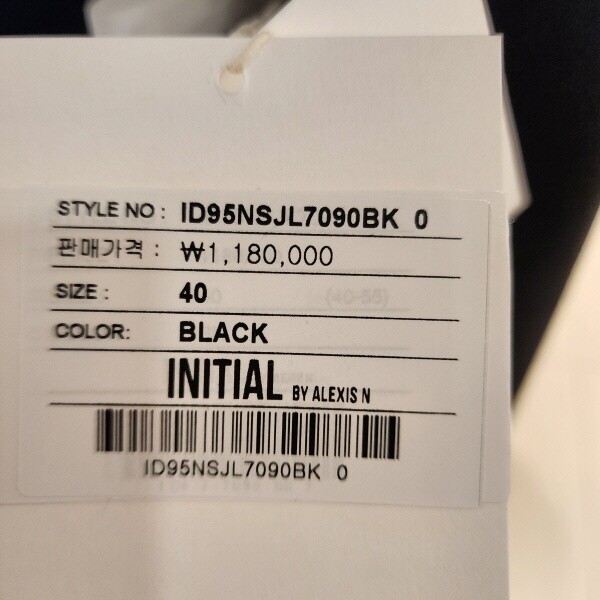 STYLE NO : ID95NSJL7090BK 0
판매가격 : ₩1,180,000
SIZE : 40
COLOR: BLACK
INITIAL BY ALEXIS N
ID95NSJL7090BK 0